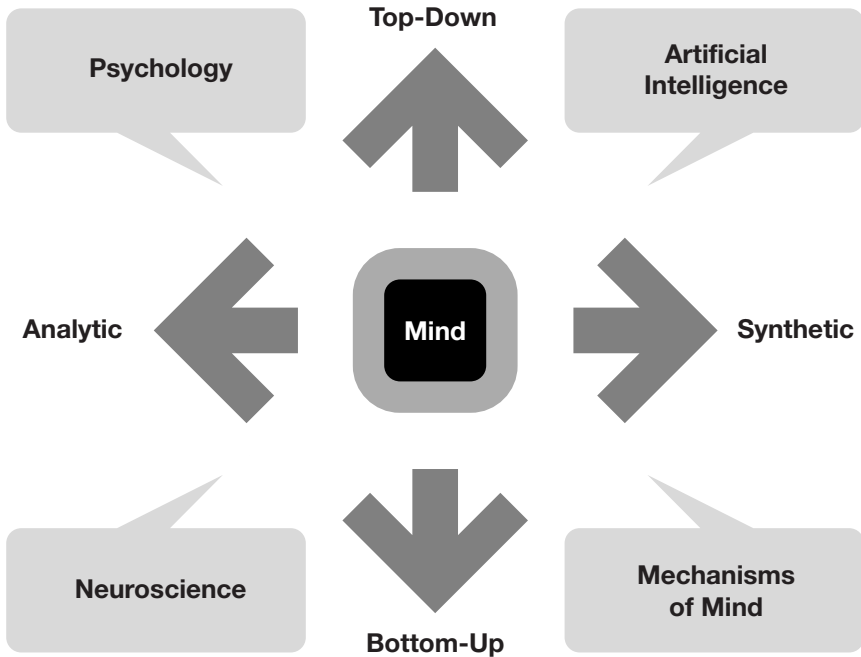 Top-Down
Psychology
Artificial
Intelligence
Analytic
Mind
Synthetic
Neuroscience
Mechanisms
of Mind
Bottom-Up